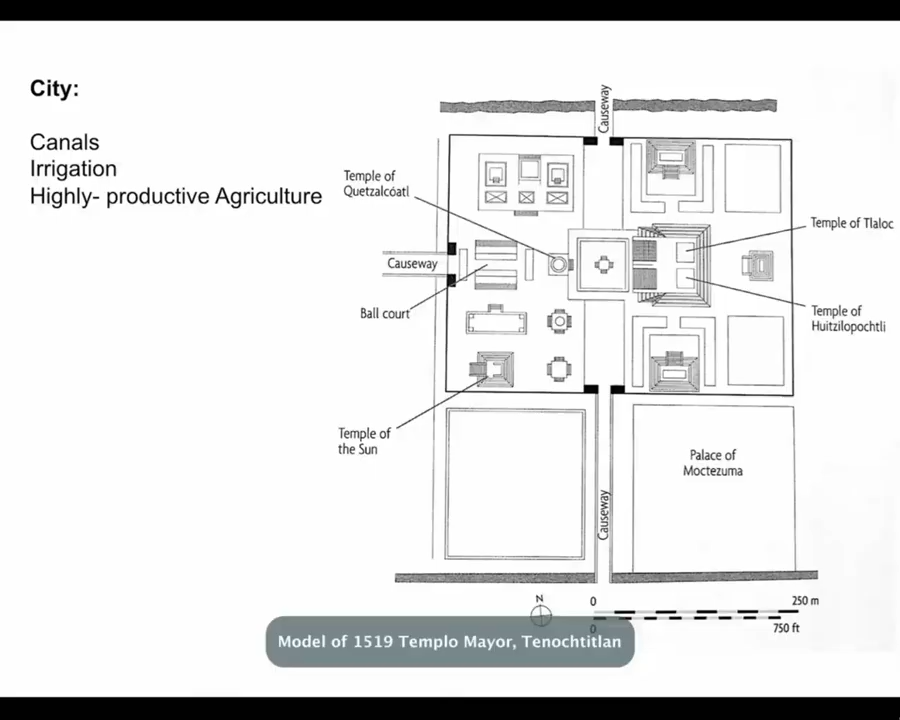 City:
Canals
Irrigation
Highly- productive Agriculture
Causeway
Temple of
Quetzalcóatl
Temple of Tlaloc
Causeway
Ball court
Temple of
Huitzilopochtli
Temple of
the Sun
Palace of
Moctezuma
Causeway
N
0
250 m
0
750 ft
Model of 1519 Templo Mayor, Tenochtitlan